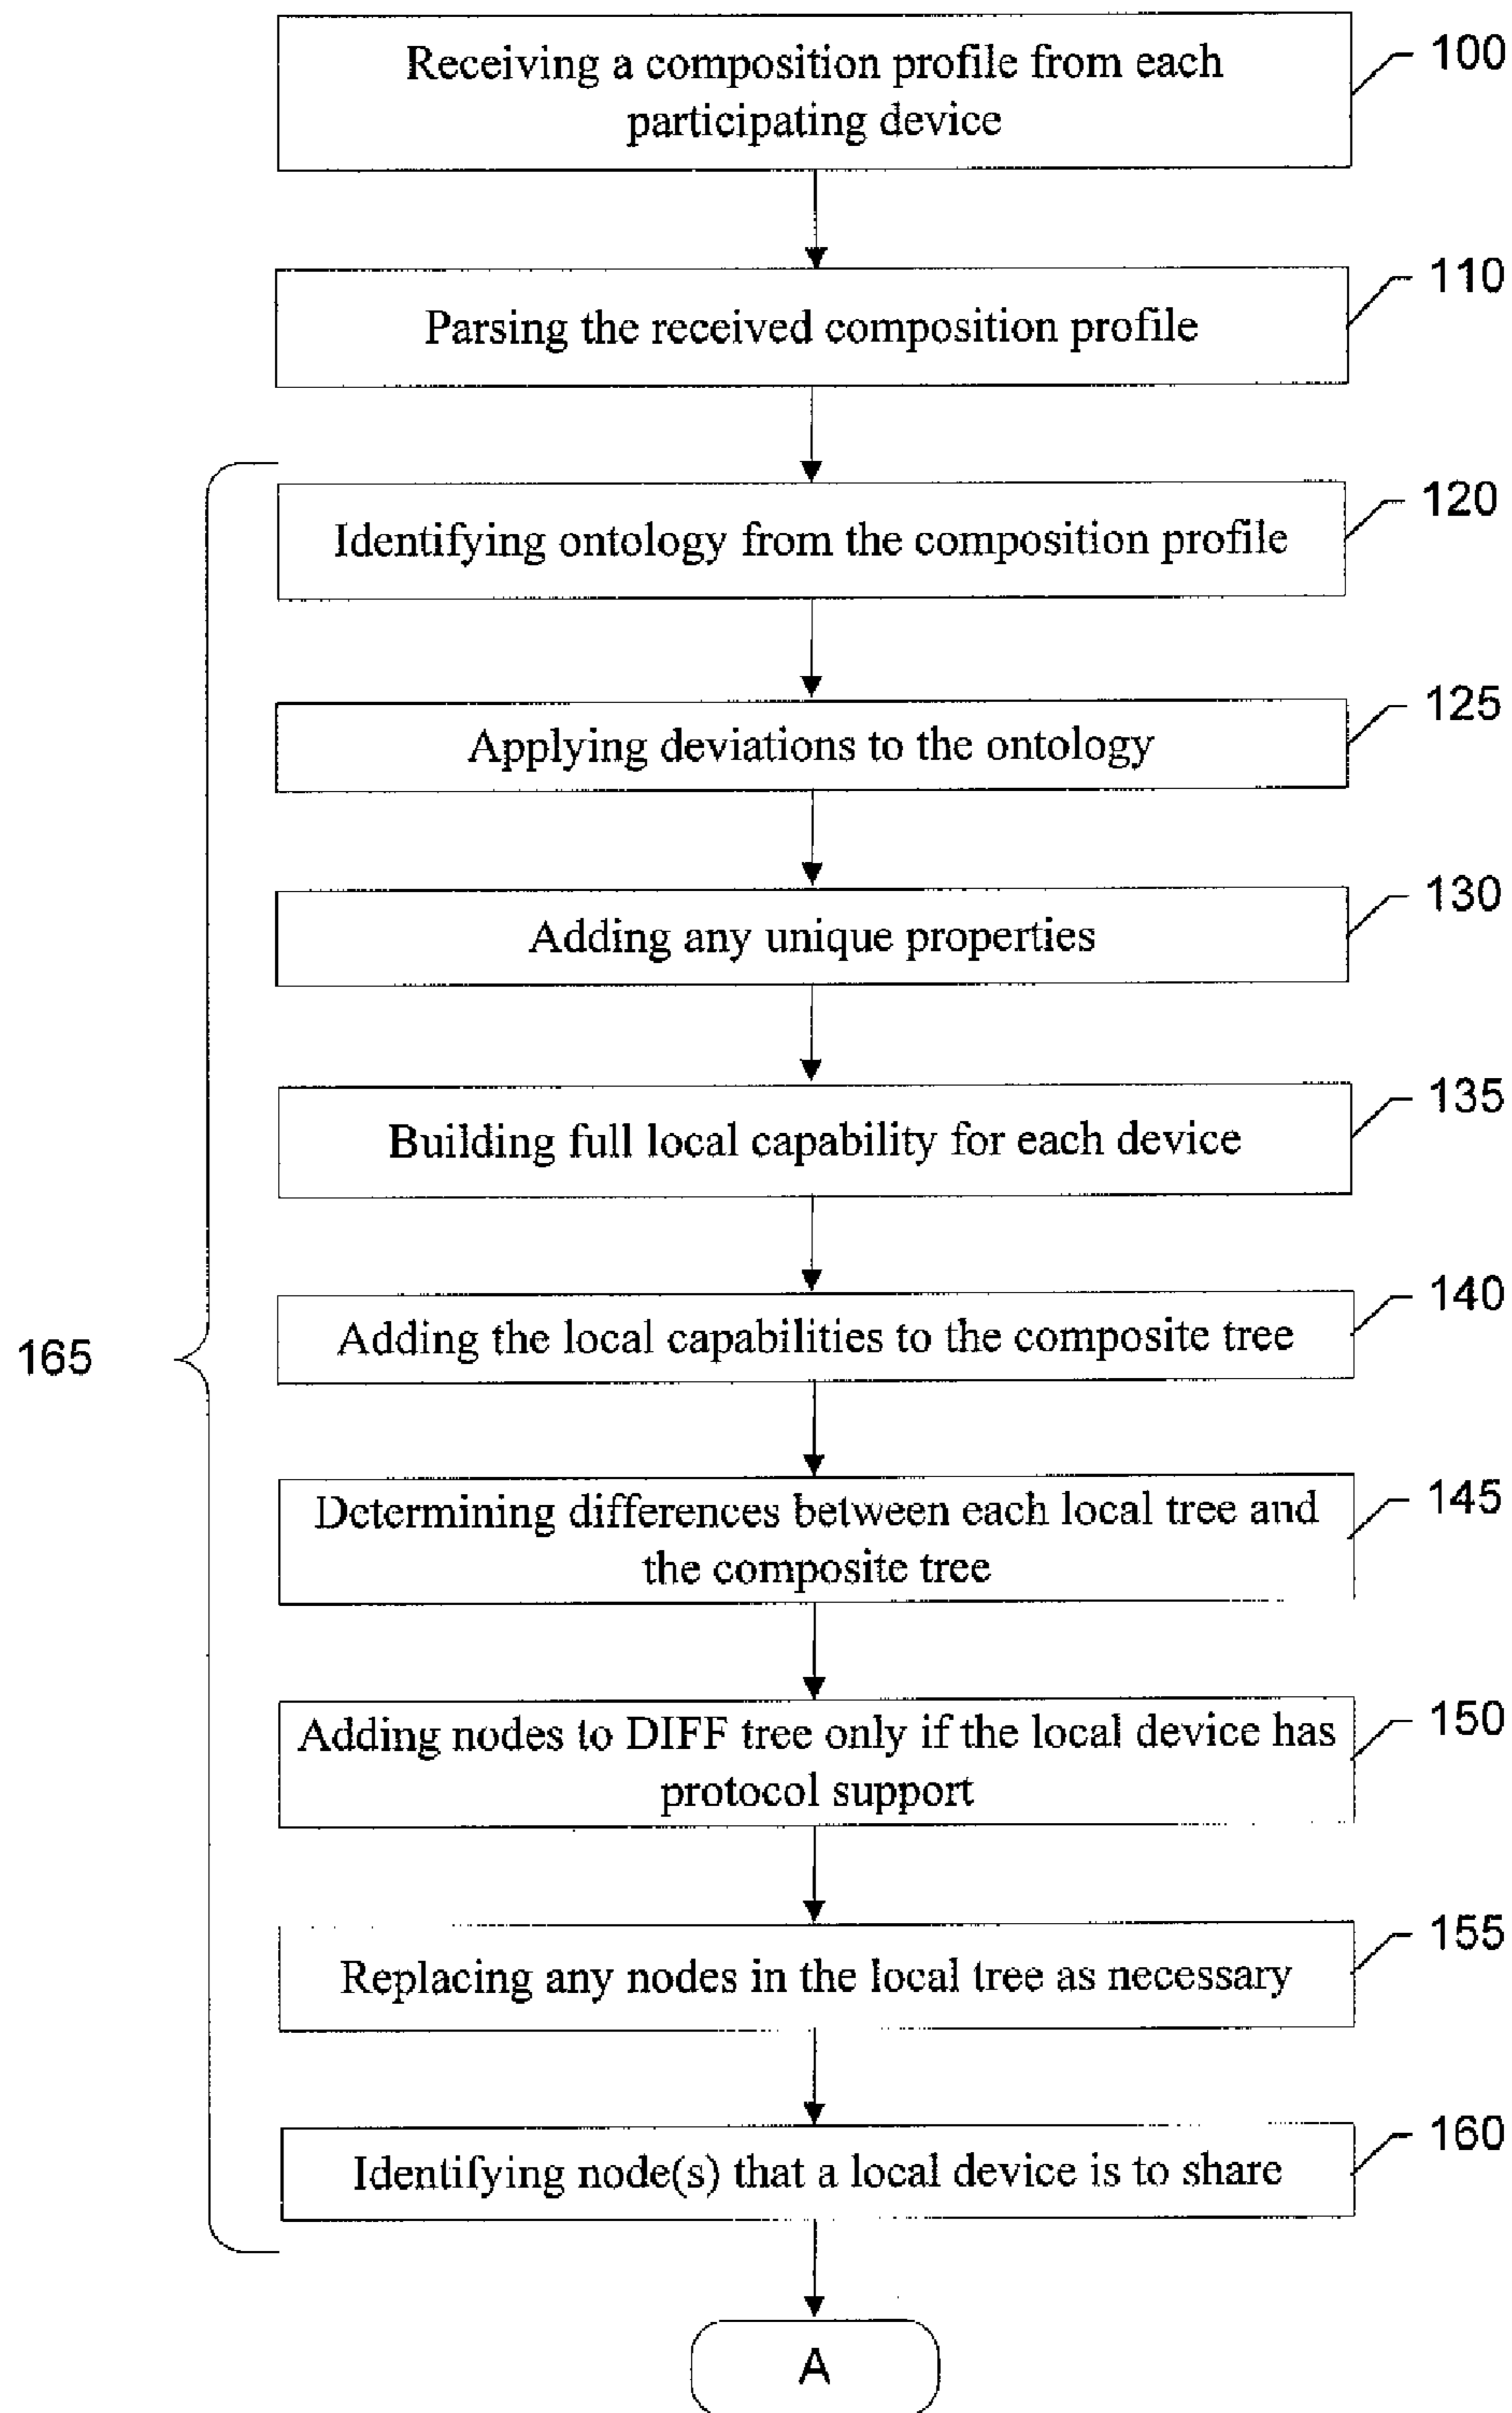 Receiving a composition profile from each
participating device
100
Parsing the received composition profile
110
Identifying ontology from the composition profile
120
Applying deviations to the ontology
125
Adding any unique properties
130
Building full local capability for each device
135
Adding the local capabilities to the composite tree
140
165
Determining differences between each local tree and
the composite tree
145
Adding nodes to DIFF tree only if the local device has
protocol support
150
Replacing any nodes in the local tree as necessary
155
Identifying node(s) that a local device is to share
160
A